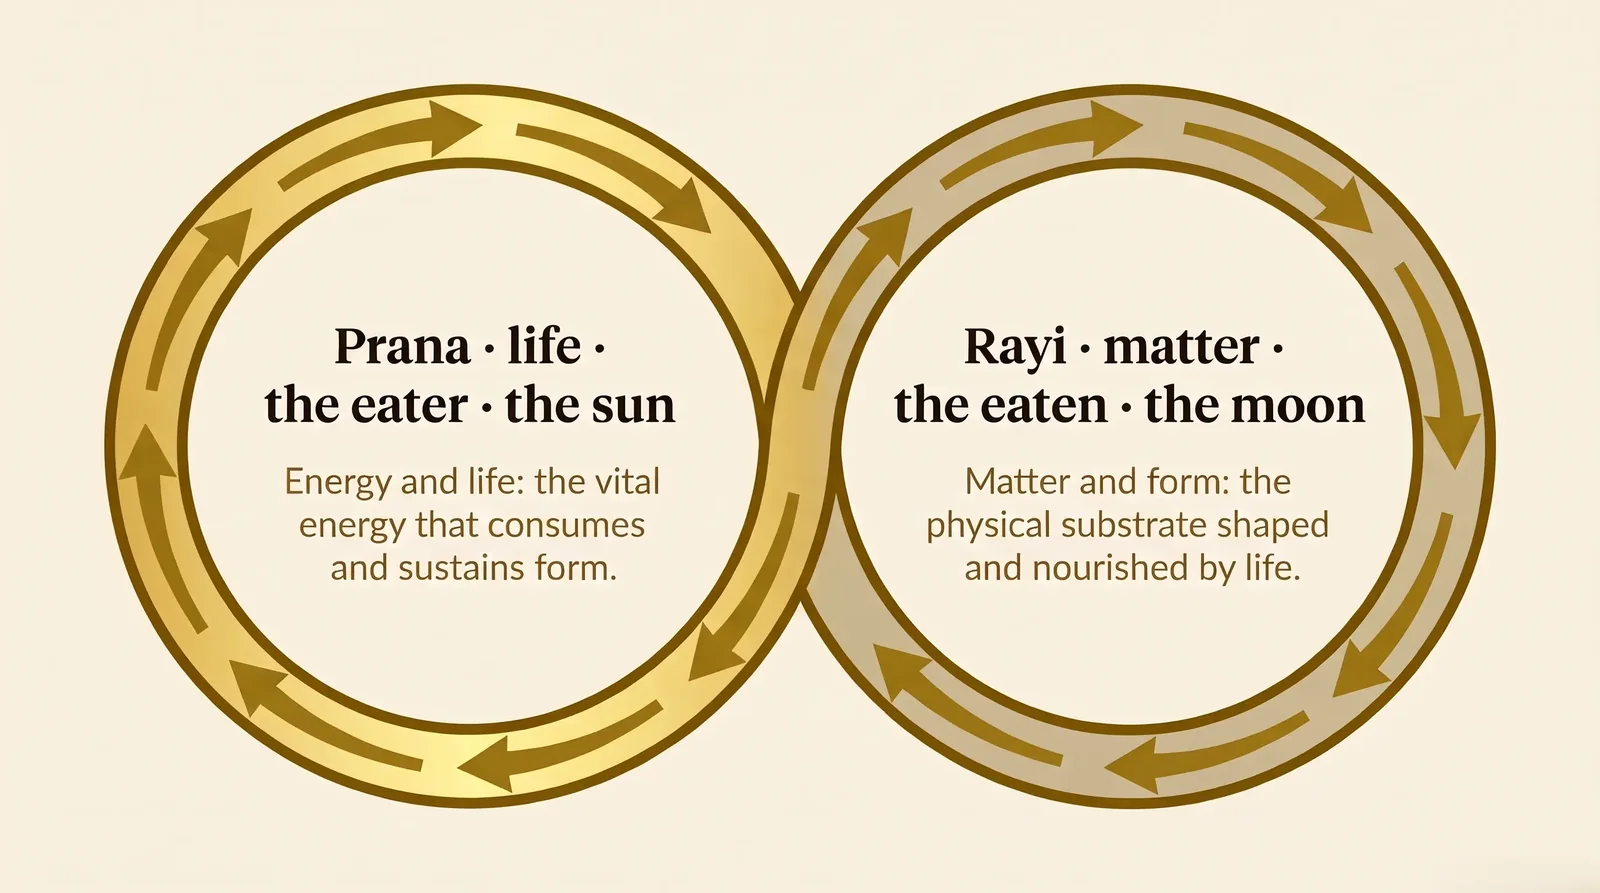 Prana · life ·
the eater · the sun
Energy and life: the vital
energy that consumes
and sustains form.
Rayi · matter ·
the eaten · the moon
Matter and form: the
physical substrate shaped
and nourished by life.